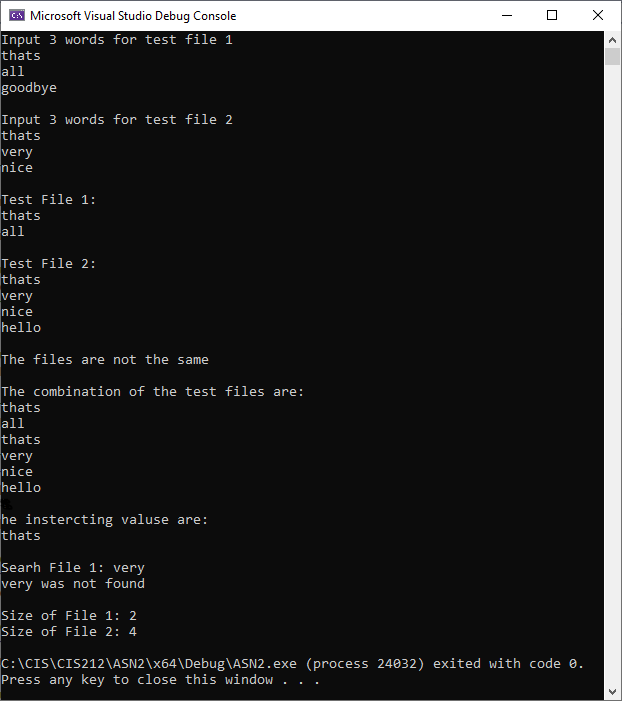 Microsoft Visual Studio Debug Console
Input 3 words for test file 1
thats
all
goodbye
Input 3 words for test file 2
thats
very
nice
Test File 1:
thats
all
Test File 2:
thats
very
nice
hello
The files are not the same
The combination of the test files are:
thats
all
thats
very
nice
hello
he instercting valuse are:
thats
Searh File 1: very
very was not found
Size of File 1: 2
Size of File 2: 4
C:\CIS\CIS212\ASN2\x64\Debug\ASN2.exe (process 24032) exited with code 0.
Press any key to close this window . . .